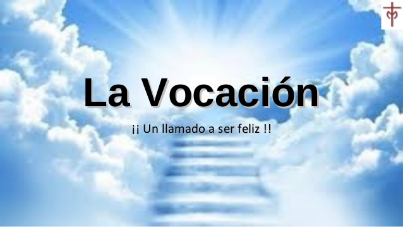 La Vocación
¡¡ Un llamado a ser feliz !!